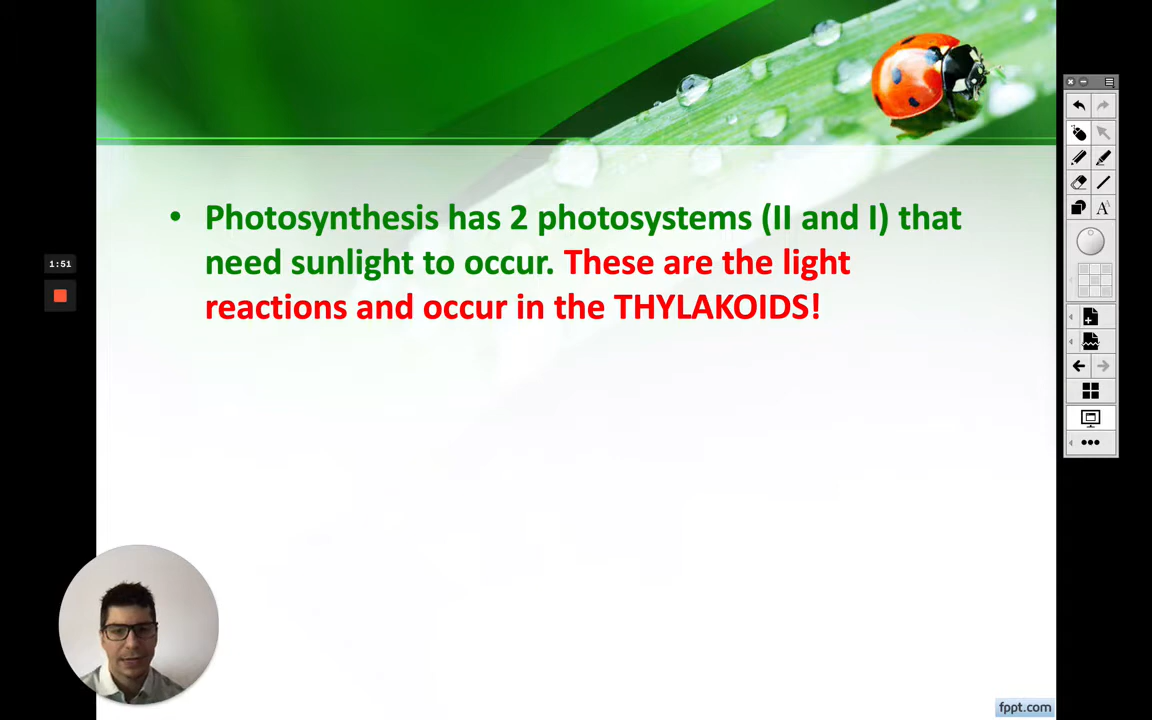 • Photosynthesis has 2 photosystems (II and I) that
need sunlight to occur. These are the light
reactions and occur in the THYLAKOIDS!
1:51
A
fppt.com